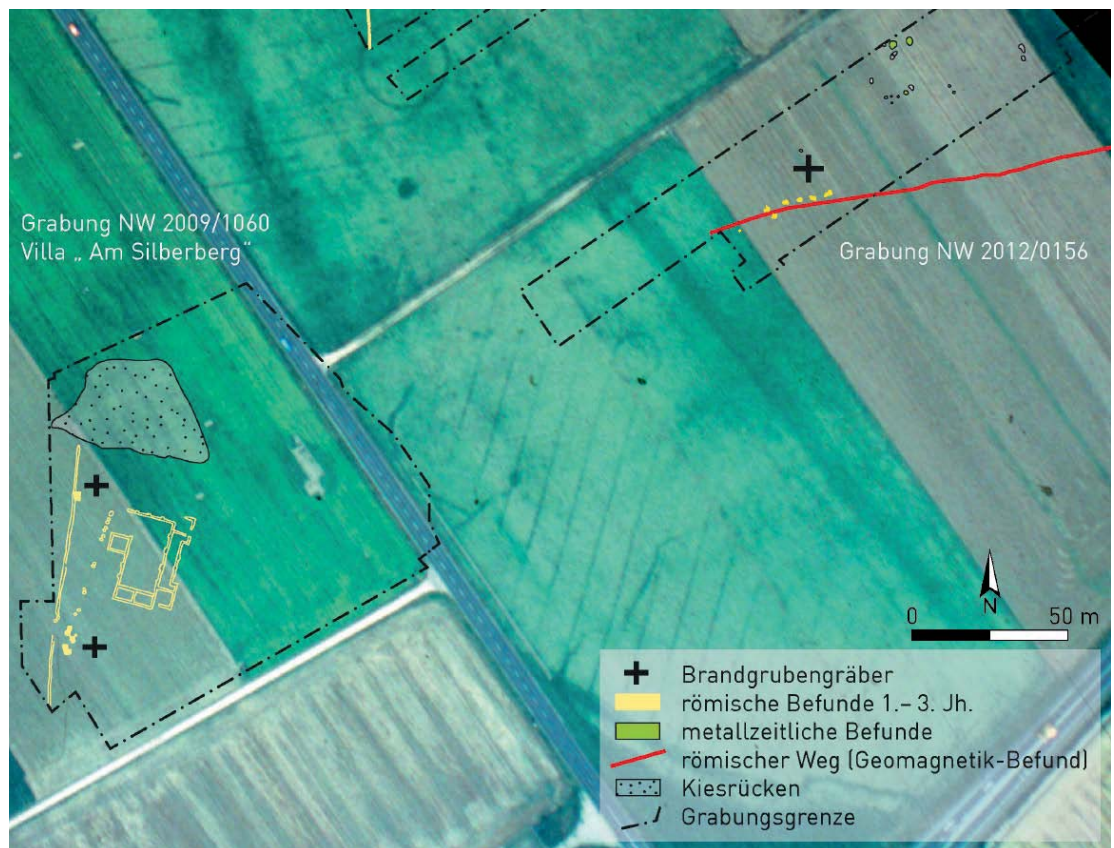 Grabung NW 2009/1060
Villa „ Am Silberberg“
Grabung NW 2012/0156
0 50 m
N
Brandgrubengräber
römische Befunde 1.– 3. Jh.
metallzeitliche Befunde
römischer Weg (Geomagnetik-Befund)
Kiesrücken
Grabungsgrenze